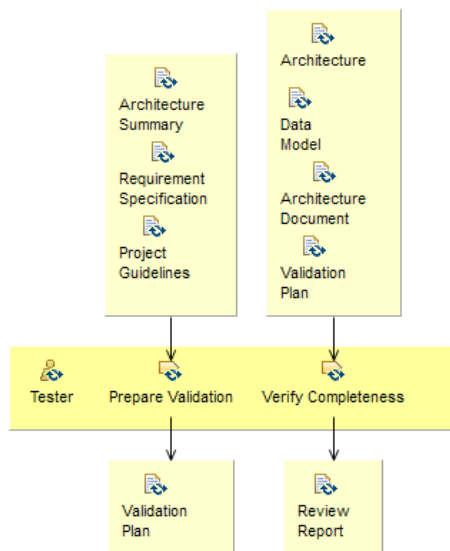 Architecture
Summary
Requirement
Specification
Project
Guidelines
Architecture
Data
Model
Architecture
Document
Validation
Plan
Tester
Prepare Validation
Verify Completeness
Validation
Plan
Review
Report